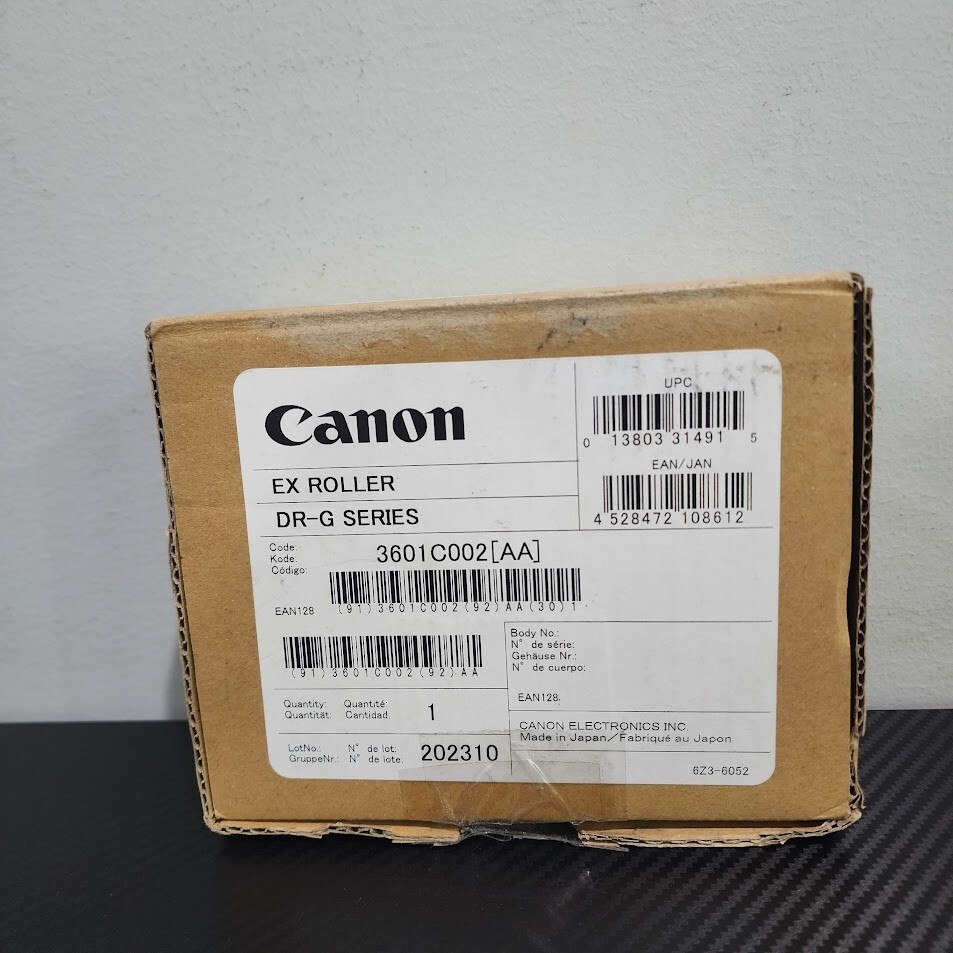 Canon
EX ROLLER
DR-G SERIES
UPC
0 13803 31491 5
EAN/JAN
4 528472 108612
Code:
Kode:
Código:
3601C002[AA]
EAN128
(91)3601C002(92)AA(30)1
(91)3601C002(92)AA
Body No.:
N° de série:
Gehäuse Nr.:
N° de cuerpo:
EAN128.
Quantity: Quantité:
Quantität: Cantidad:
1
CANON ELECTRONICS INC.
Made in Japan/Fabriqué au Japon
LotNo.: N° de lot:
GruppeNr.: N° de lote:
202310
6Z3-6052